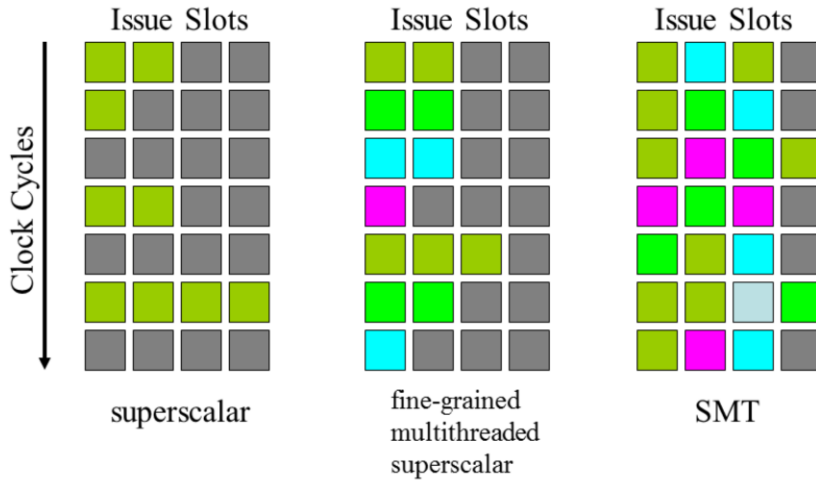 Issue Slots
Issue Slots
Issue Slots
Clock Cycles
superscalar
fine-grained
multithreaded
superscalar
SMT